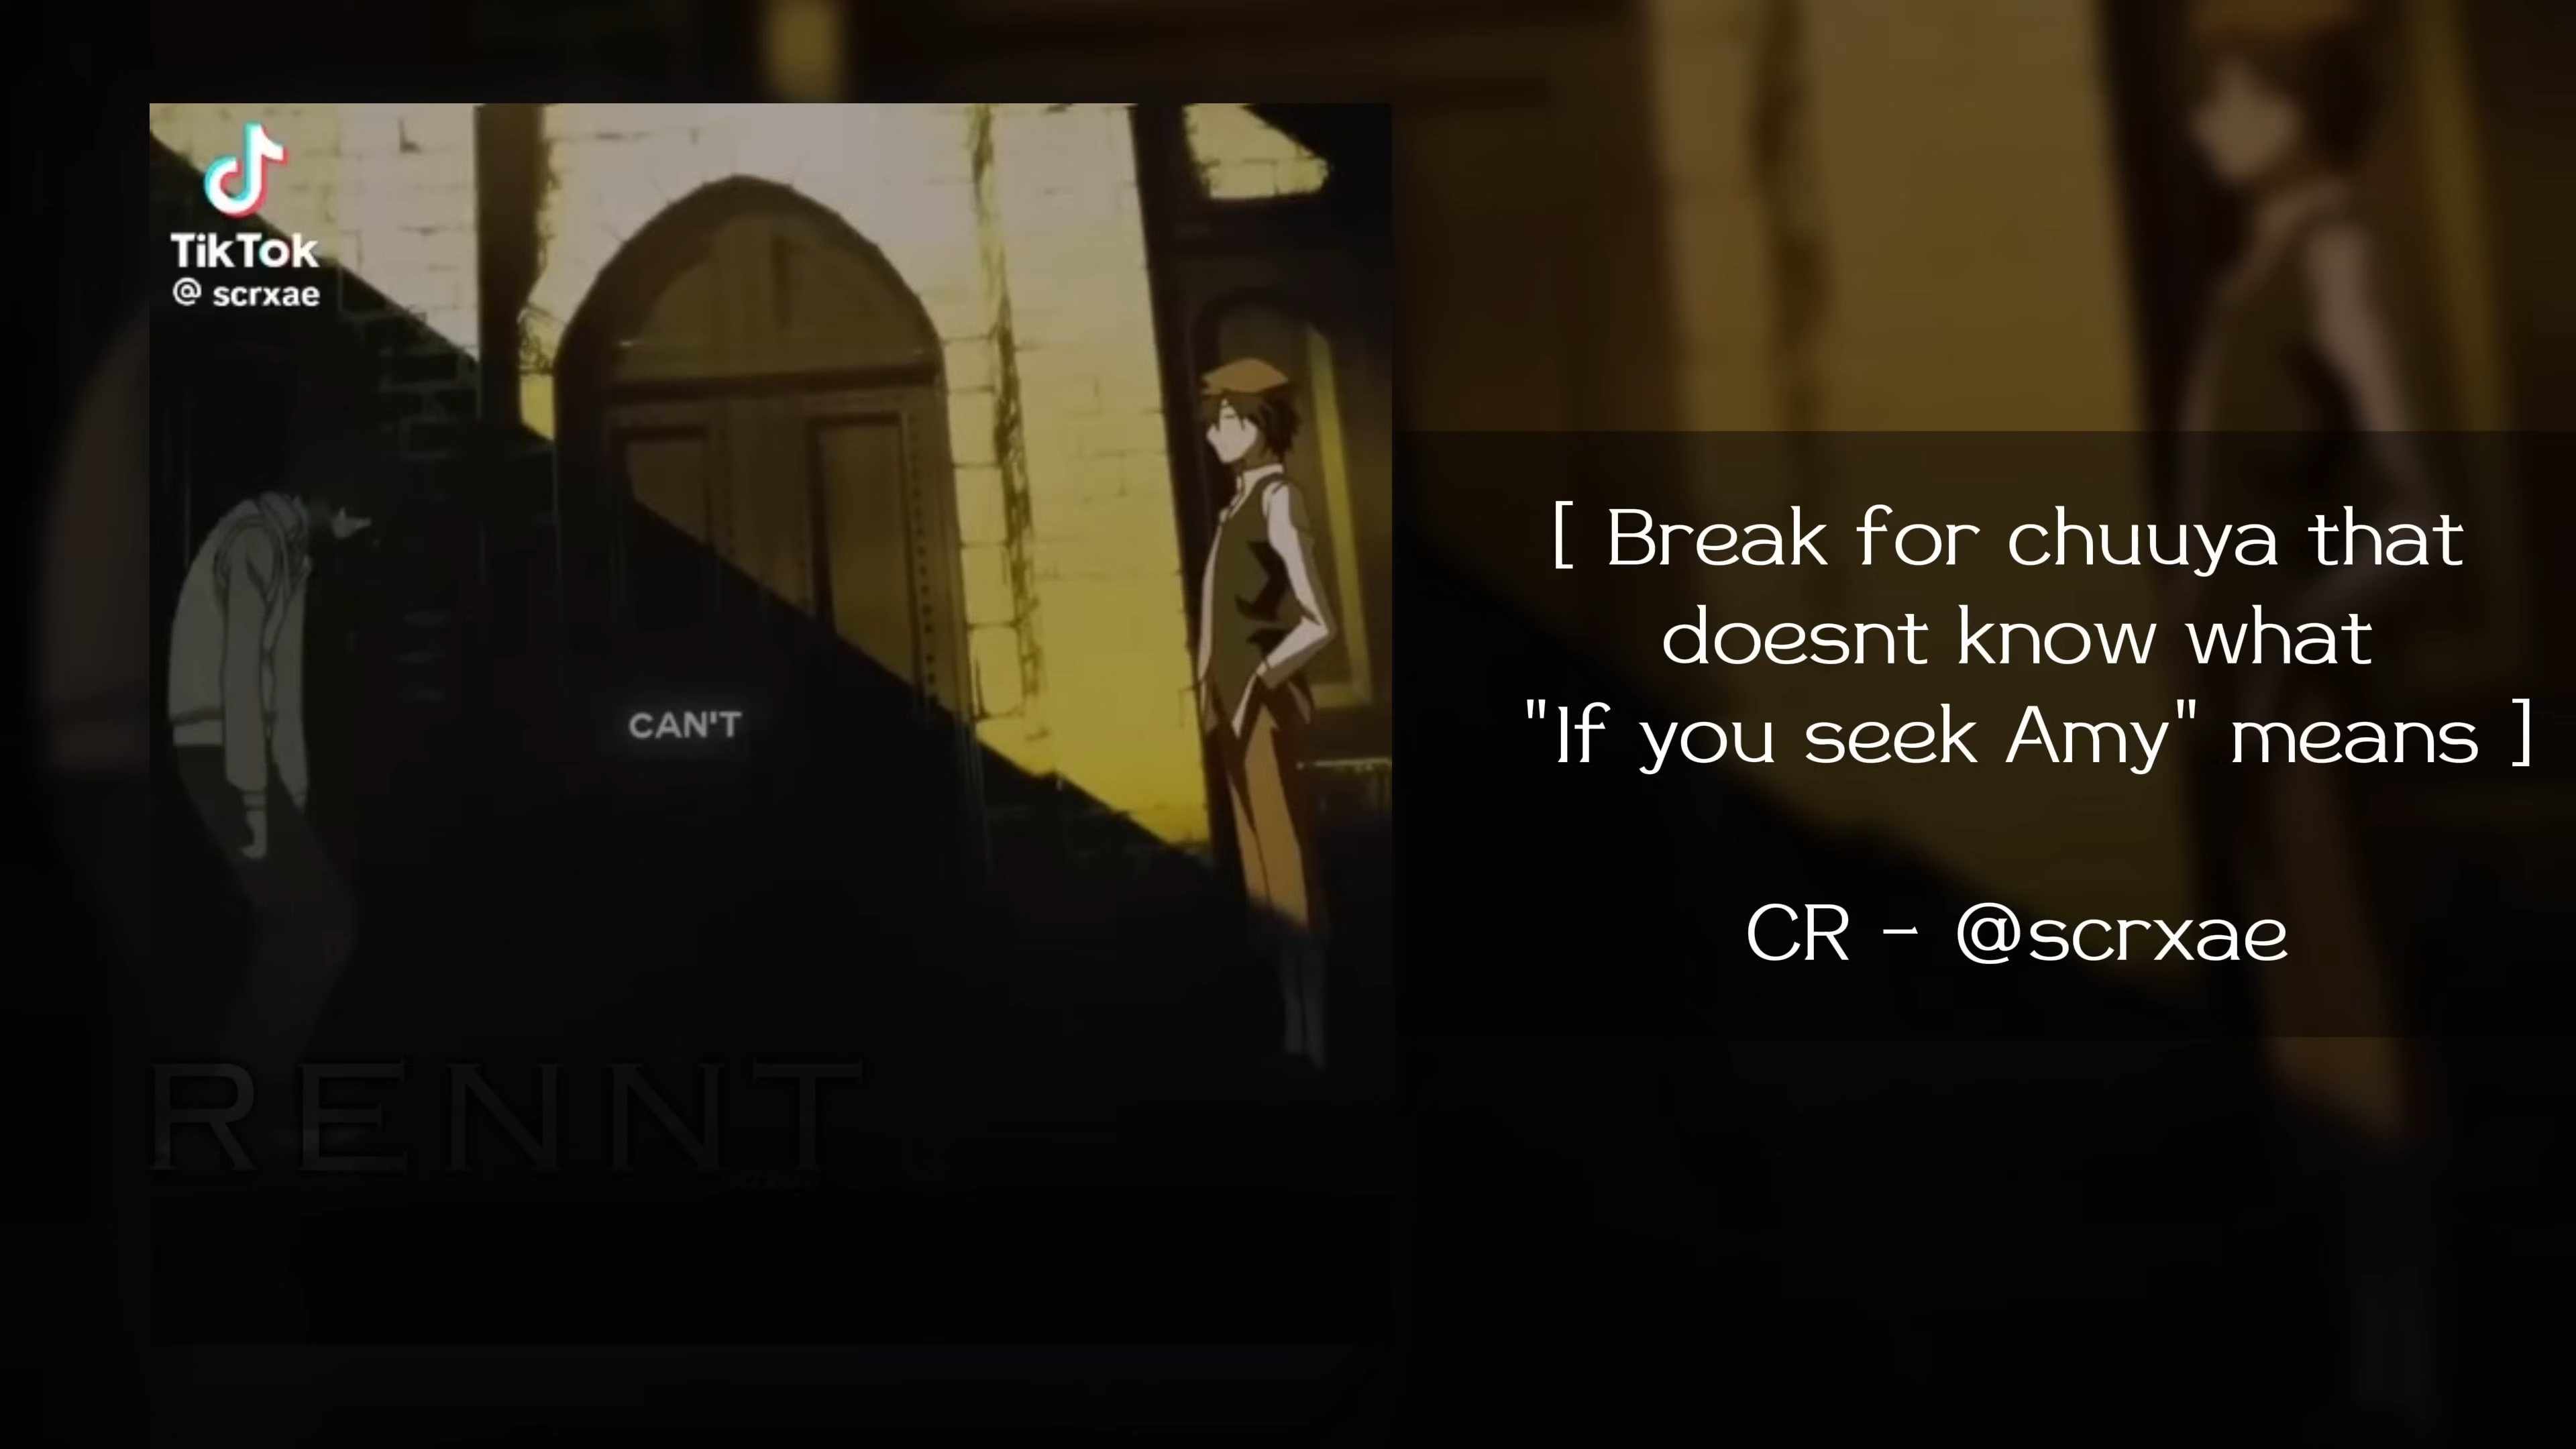 TikTok
@ scrxae
CAN'T
RENNT
[ Break for chuuya that
doesnt know what
"If you seek Amy" means ]
CR - @scrxae